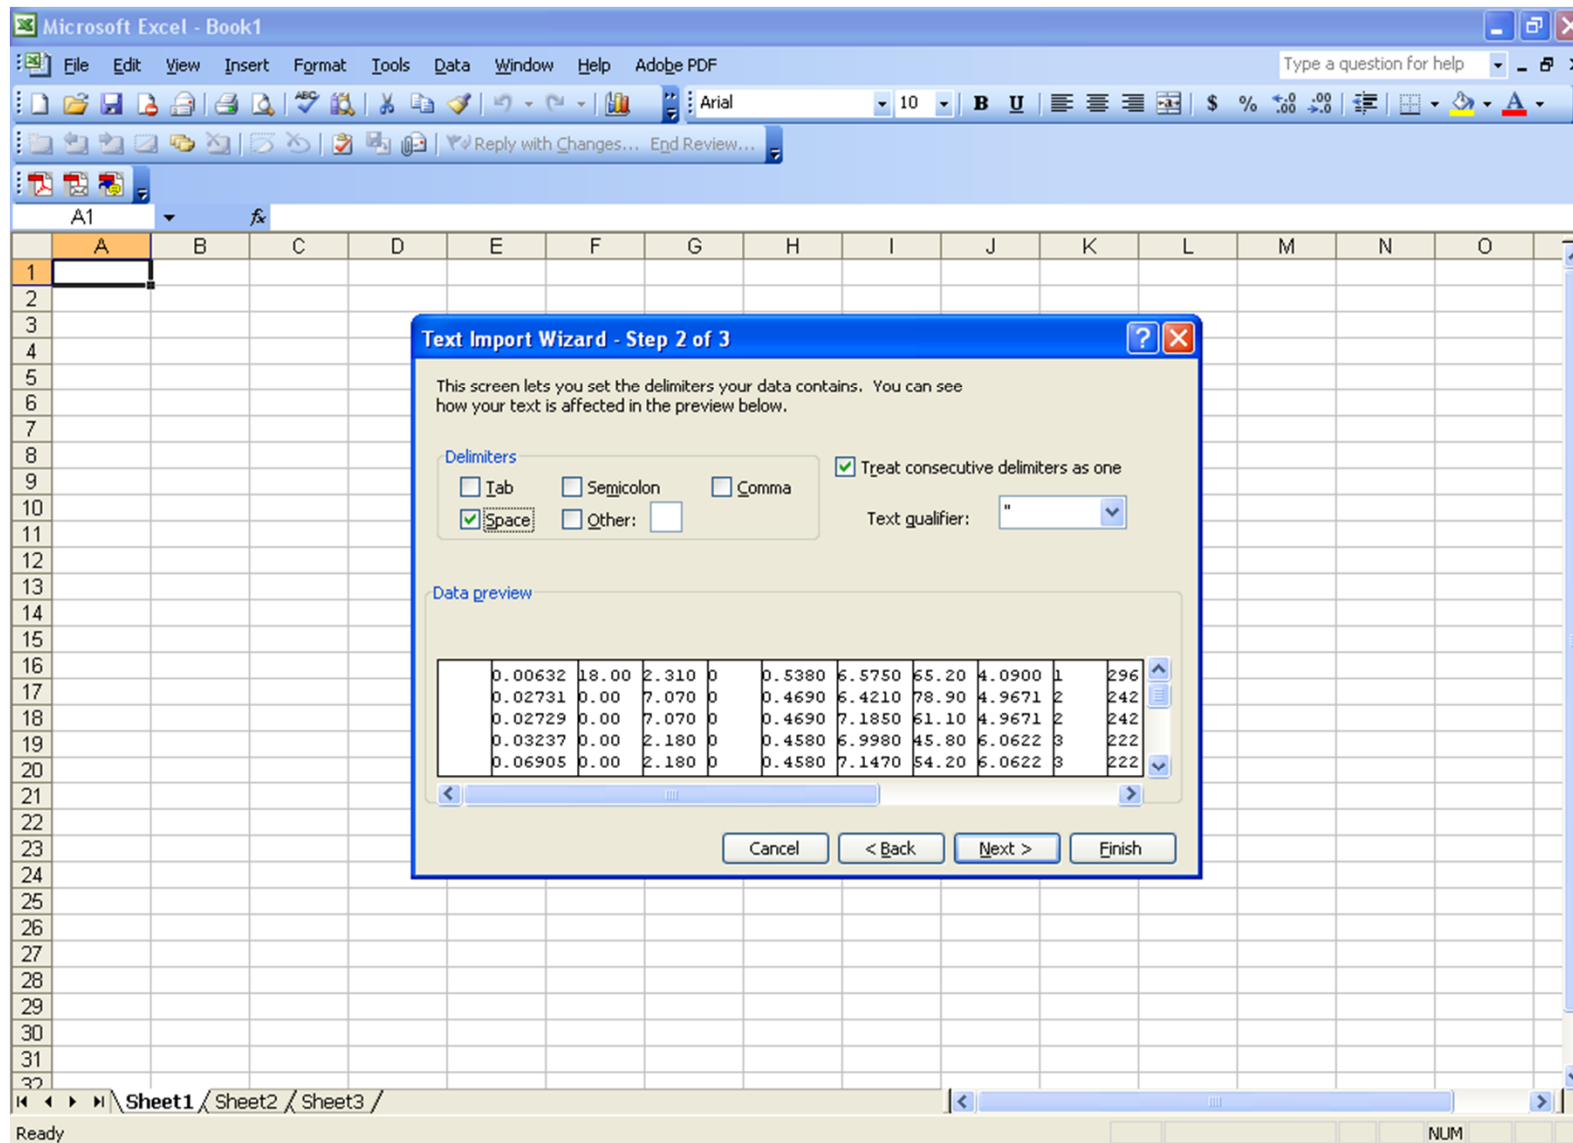 Microsoft Excel - Book1
File Edit View Insert Format Tools Data Window Help Adobe PDF Type a question for help
ABC Arial 10 B U $ % .00 .00 A
Reply with Changes... End Review...
A1 fx
A B C D E F G H I J K L M N O
1
2
3
4
5
6
7
8
9
10
11
12
13
14
15
16
17
18
19
20
21
22
23
24
25
26
27
28
29
30
31
32
Text Import Wizard - Step 2 of 3
This screen lets you set the delimiters your data contains. You can see
how your text is affected in the preview below.
Delimiters
Treat consecutive delimiters as one
Tab Semicolon Comma
Space Other: Text qualifier: "
Data preview
0.00632 18.00 2.310 0 0.5380 6.5750 65.20 4.0900 1 296
0.02731 0.00 7.070 0 0.4690 6.4210 78.90 4.9671 2 242
0.02729 0.00 7.070 0 0.4690 7.1850 61.10 4.9671 2 242
0.03237 0.00 2.180 0 0.4580 6.9980 45.80 6.0622 3 222
0.06905 0.00 2.180 0 0.4580 7.1470 54.20 6.0622 3 222
Cancel < Back Next > Finish
Sheet1 / Sheet2 / Sheet3 /
Ready NUM